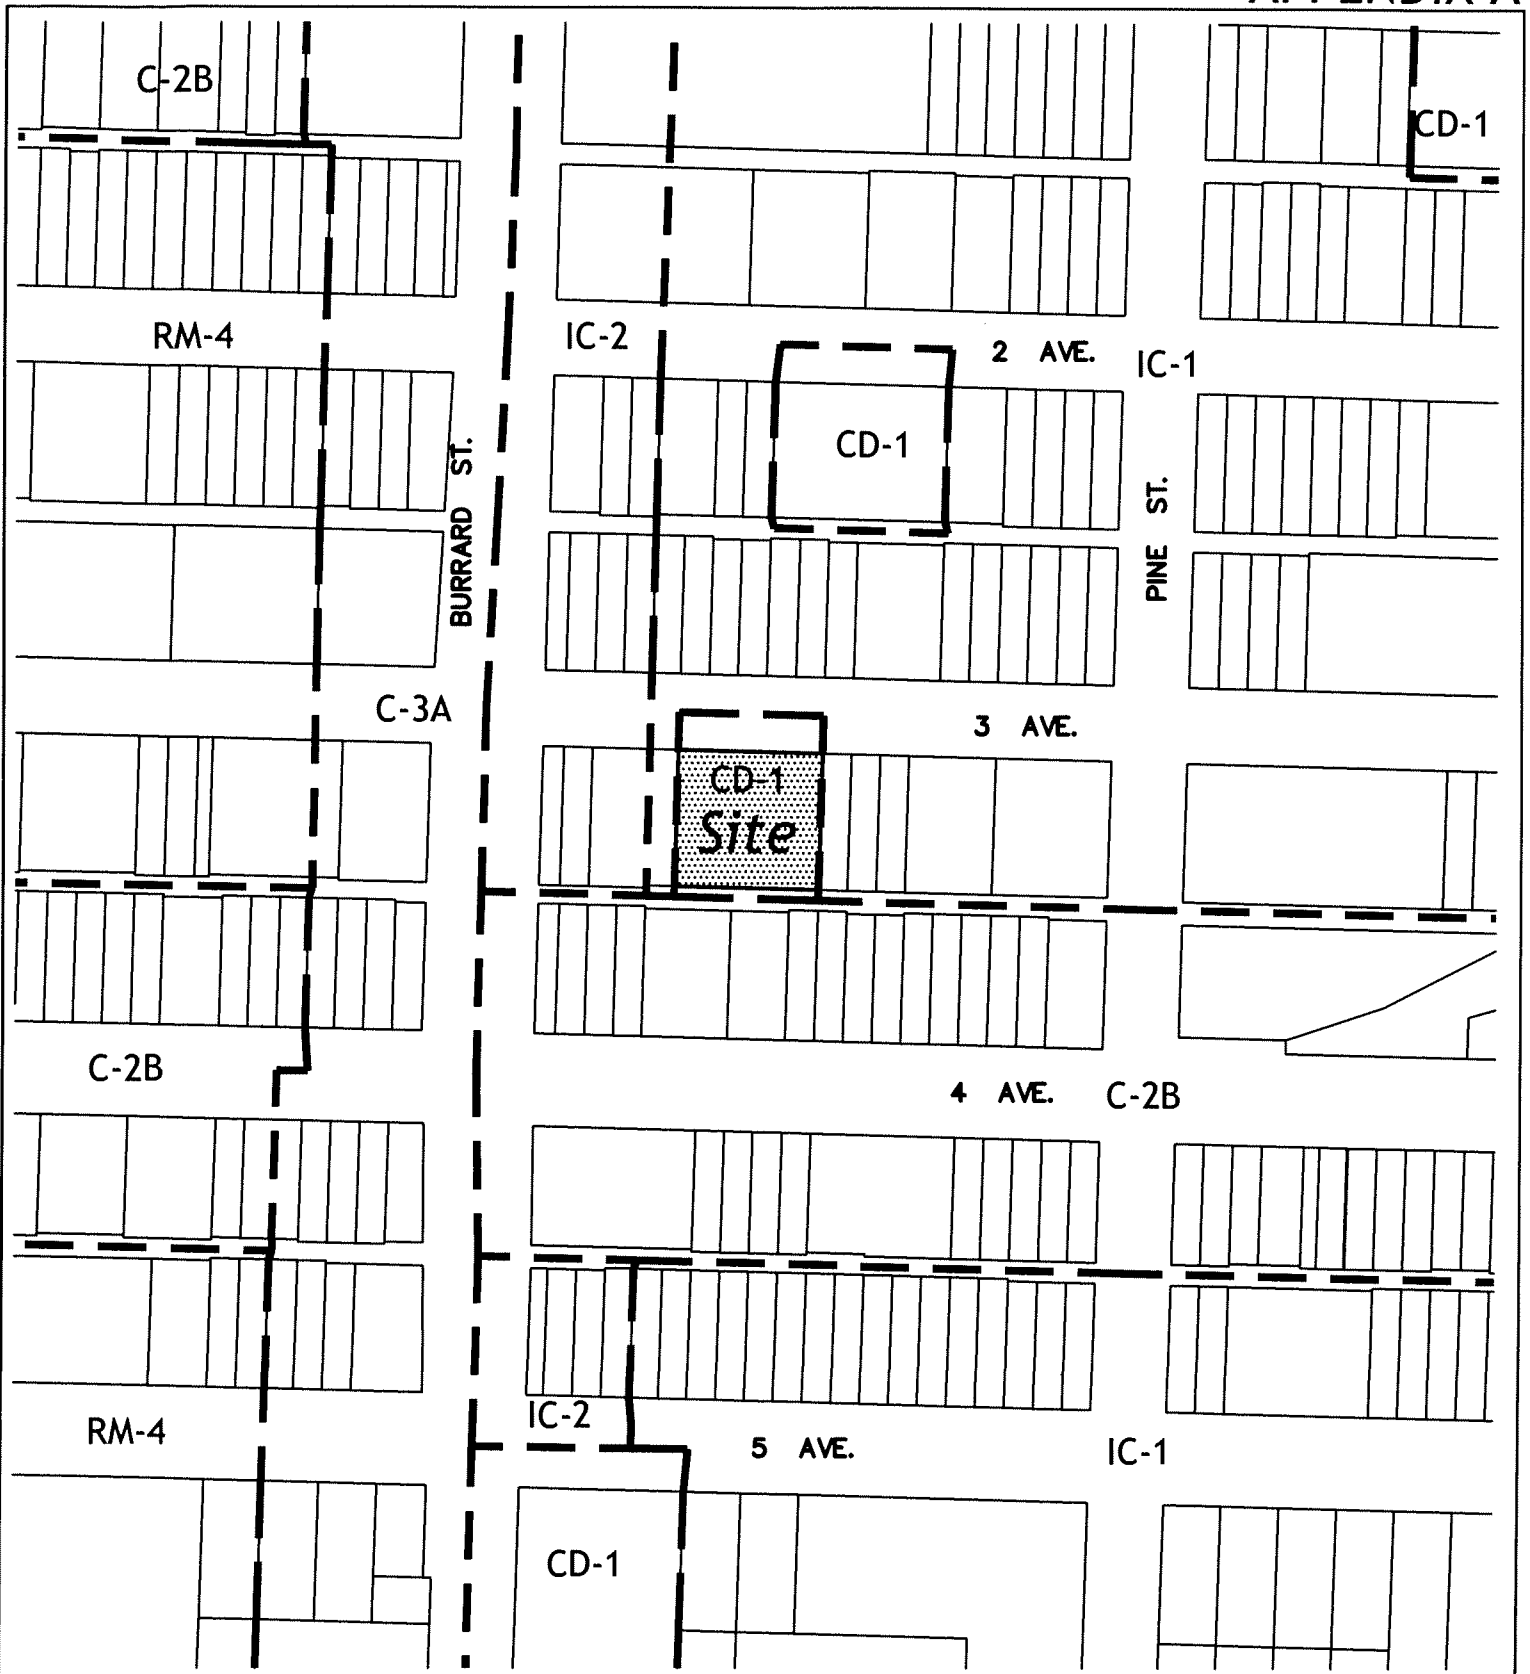 APPENDIX A
C-2B
CD-1
RM-4
IC-2
2 AVE.
IC-1
CD-1
BURRARD ST.
PINE ST.
C-3A
3 AVE.
CD-1
Site
C-2B
4 AVE.
C-2B
IC-2
RM-4
5 AVE.
IC-1
CD-1